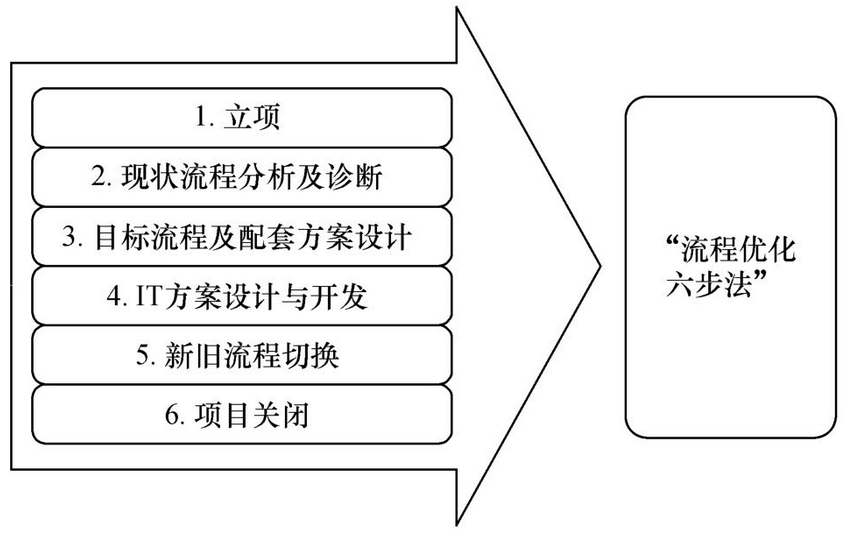 1. 立项
2. 现状流程分析及诊断
3. 目标流程及配套方案设计
4. IT方案设计与开发
5. 新旧流程切换
6. 项目关闭
“流程优化
六步法”